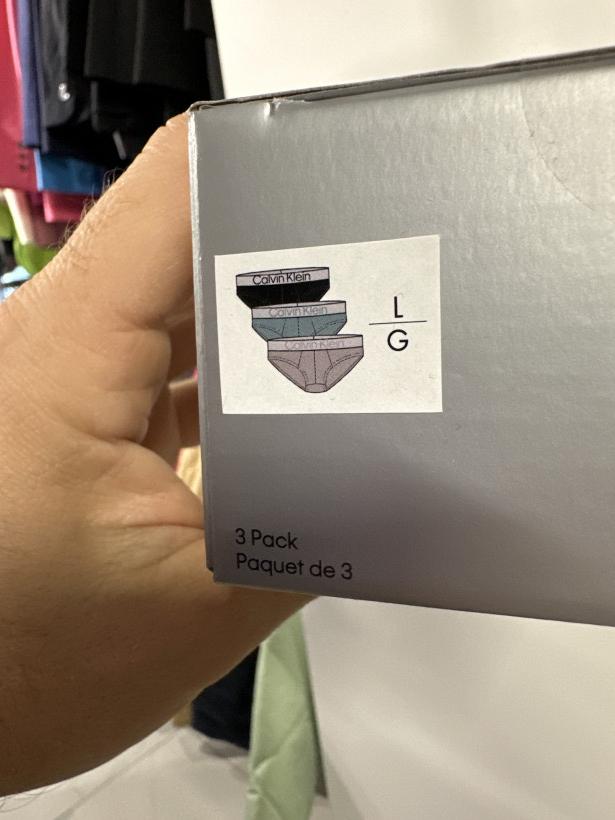 Calvin Klein
Calvin Klein
Calvin Klein
L
G
3 Pack
Paquet de 3